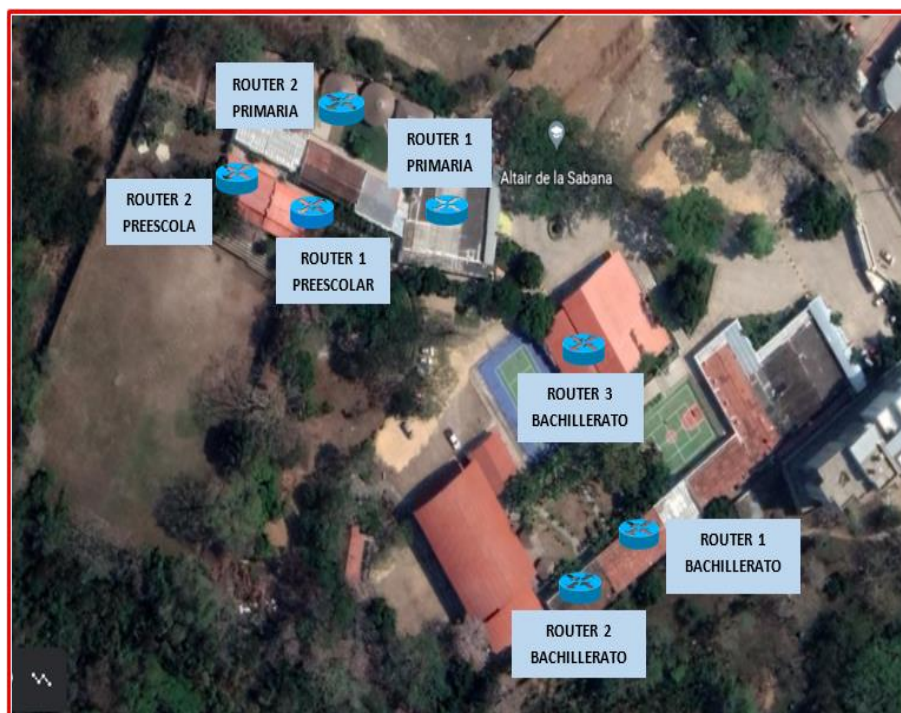 ROUTER 2
PRIMARIA
ROUTER 1
PRIMARIA
Altair de la Sabana
ROUTER 2
PREESCOLA
ROUTER 1
PREESCOLAR
ROUTER 3
BACHILLERATO
ROUTER 1
BACHILLERATO
ROUTER 2
BACHILLERATO